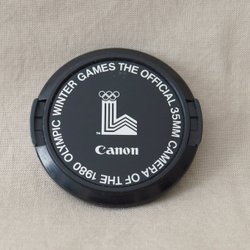 THE OFFICIAL 35MM CAMERA OF THE 1980 OLYMPIC WINTER GAMES
Canon